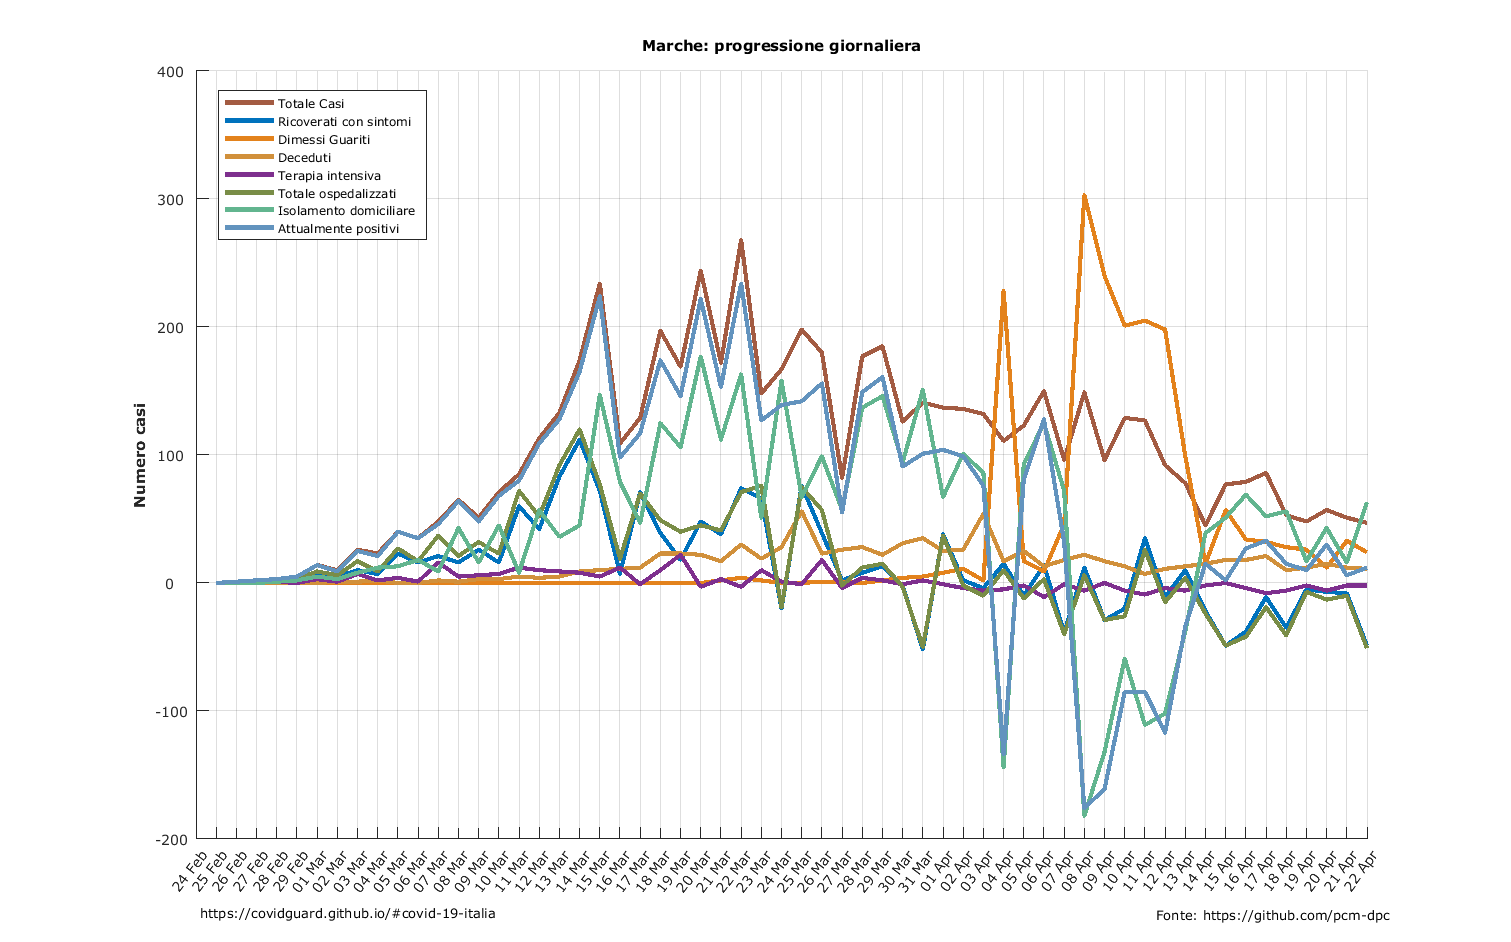 Marche: progressione giornaliera
400
300
200
100
0
-100
-200
Numero casi
Totale Casi
Ricoverati con sintomi
Dimessi Guariti
Deceduti
Terapia intensiva
Totale ospedalizzati
Isolamento domiciliare
Attualmente positivi
24 Feb
25 Feb
26 Feb
27 Feb
28 Feb
29 Feb
01 Mar
02 Mar
03 Mar
04 Mar
05 Mar
06 Mar
07 Mar
08 Mar
09 Mar
10 Mar
11 Mar
12 Mar
13 Mar
14 Mar
15 Mar
16 Mar
17 Mar
18 Mar
19 Mar
20 Mar
21 Mar
22 Mar
23 Mar
24 Mar
25 Mar
26 Mar
27 Mar
28 Mar
29 Mar
30 Mar
31 Mar
01 Apr
02 Apr
03 Apr
04 Apr
05 Apr
06 Apr
07 Apr
08 Apr
09 Apr
10 Apr
11 Apr
12 Apr
13 Apr
14 Apr
15 Apr
16 Apr
17 Apr
18 Apr
19 Apr
20 Apr
21 Apr
22 Apr
https://covidguard.github.io/#covid-19-italia
Fonte: https://github.com/pcm-dpc